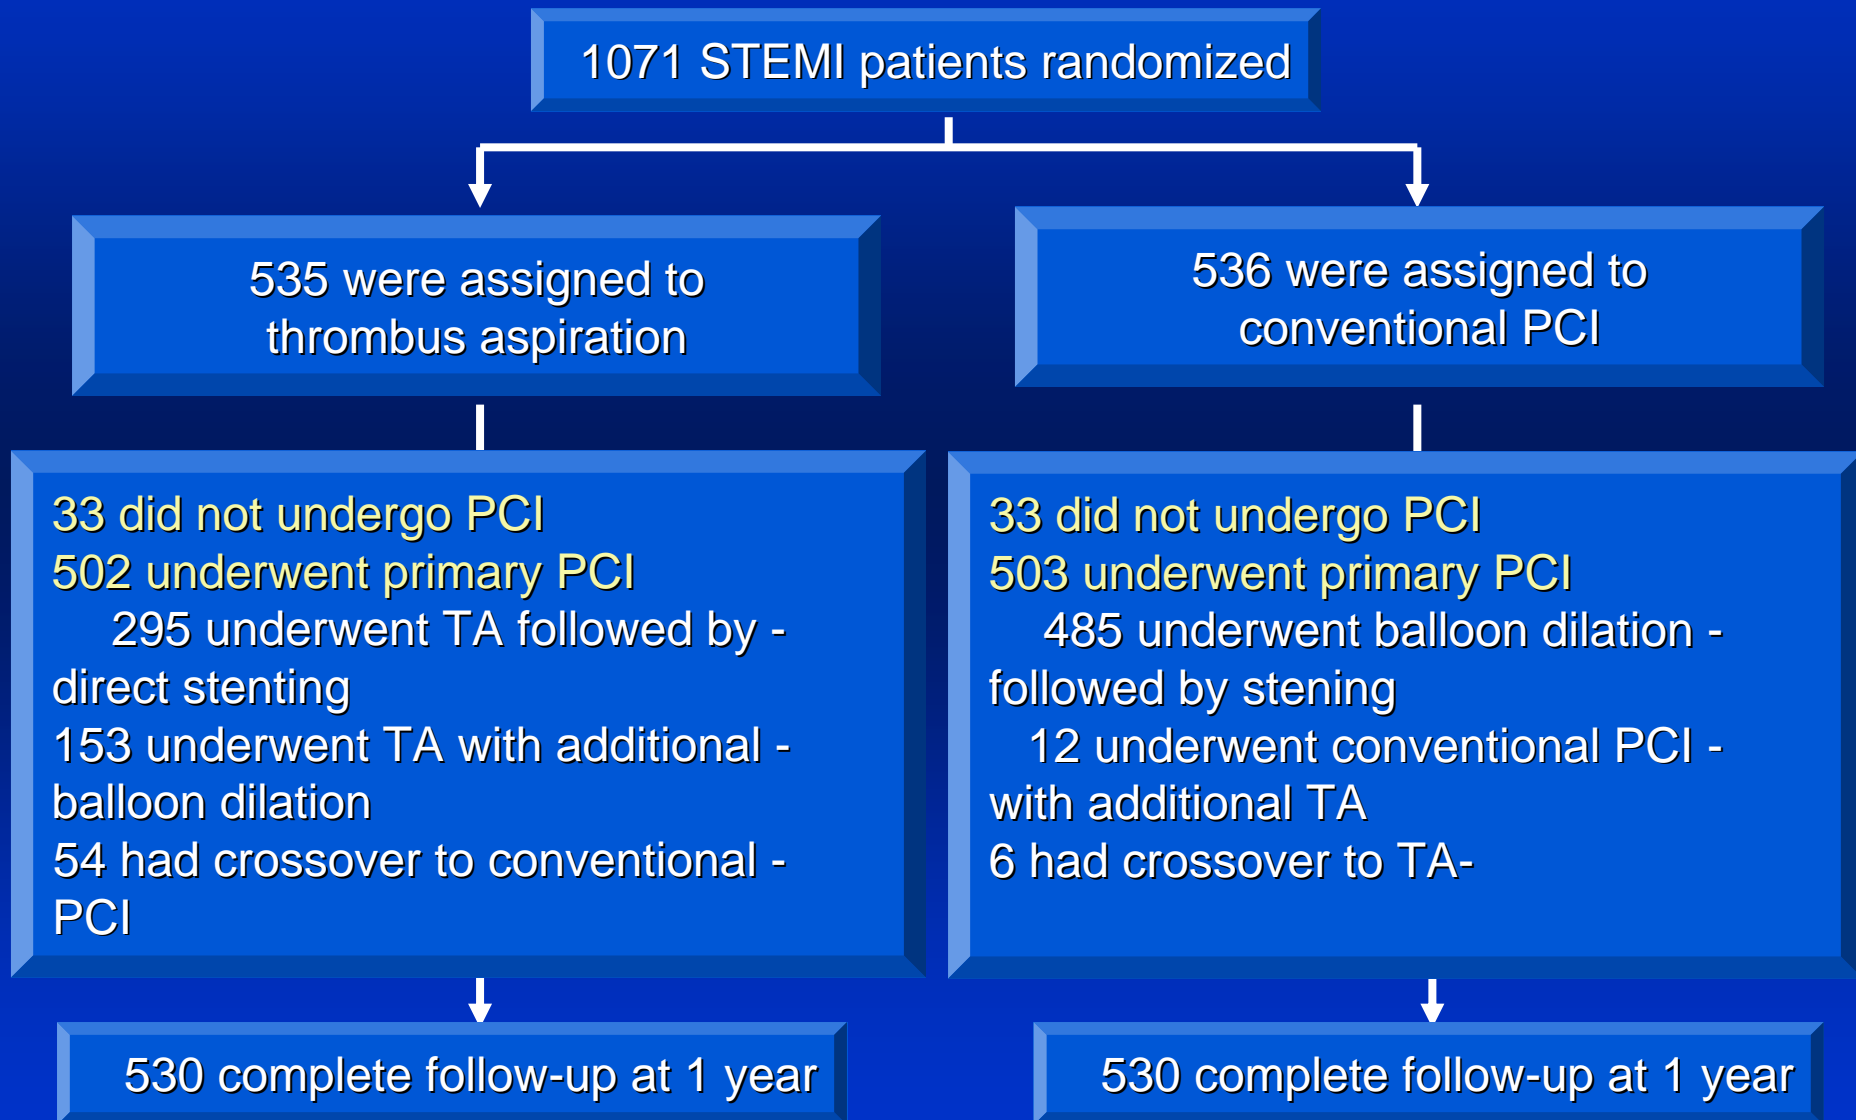 1071 STEMI patients randomized
535 were assigned to
thrombus aspiration
536 were assigned to
conventional PCI
33 did not undergo PCI
502 underwent primary PCI
295 underwent TA followed by -
direct stenting
153 underwent TA with additional -
balloon dilation
54 had crossover to conventional -
PCI
33 did not undergo PCI
503 underwent primary PCI
485 underwent balloon dilation -
followed by stening
12 underwent conventional PCI -
with additional TA
6 had crossover to TA-
530 complete follow-up at 1 year
530 complete follow-up at 1 year